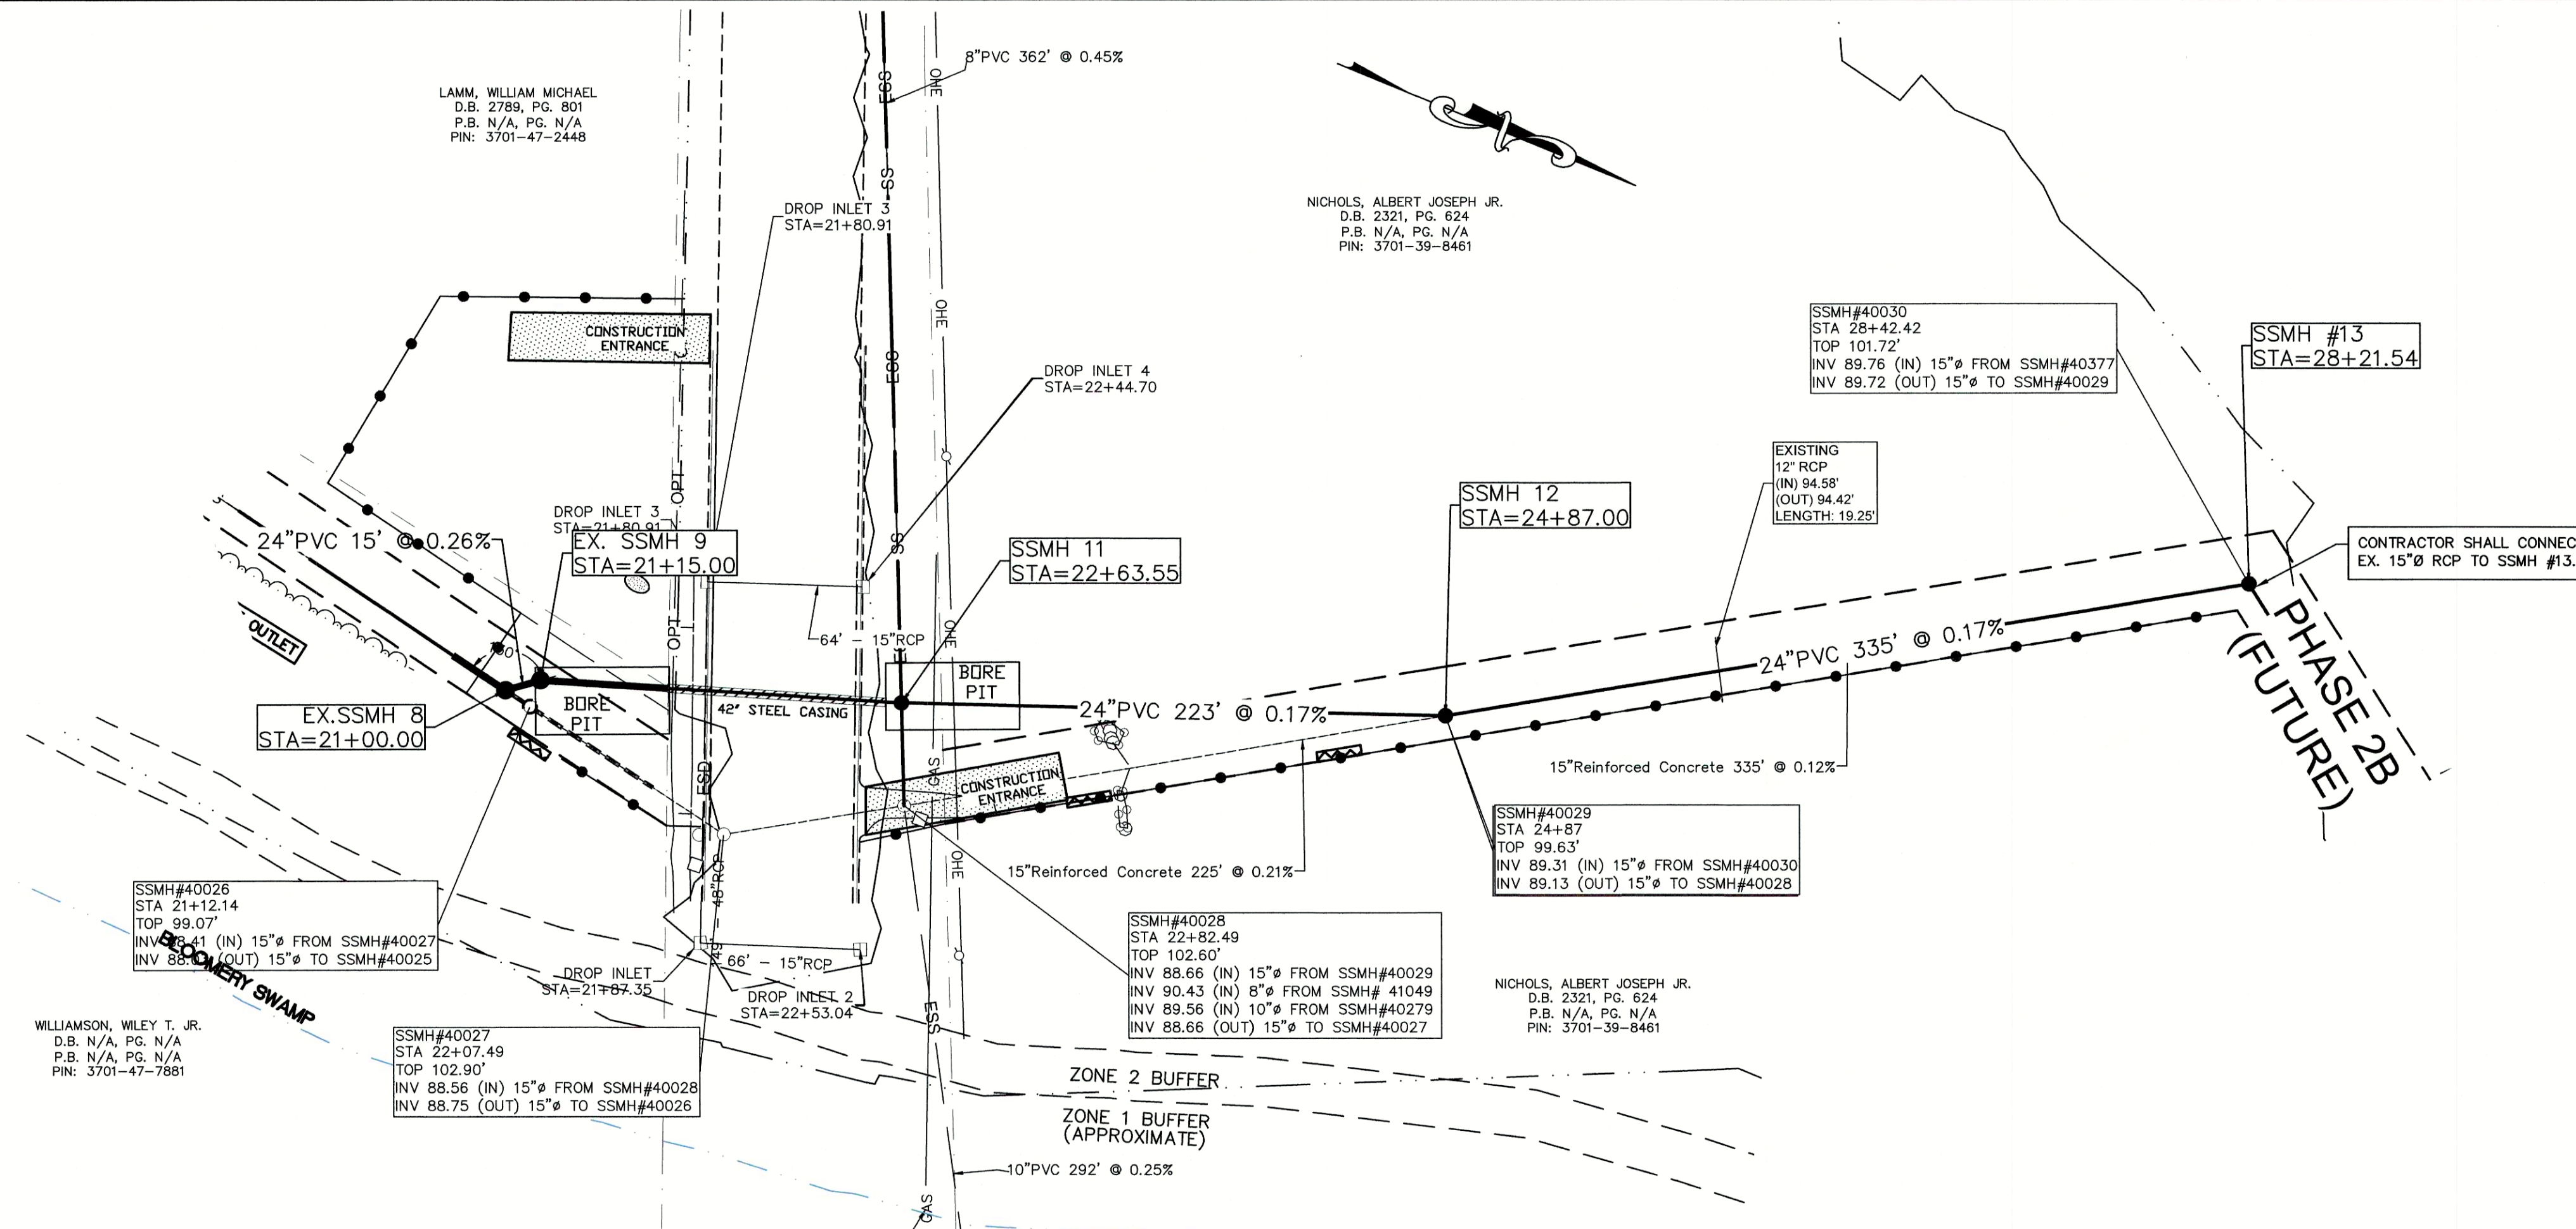 8"PVC 362' @ 0.45%
LAMM, WILLIAM MICHAEL
D.B. 2789, PG. 801
P.B. N/A, PG. N/A
PIN: 3701-47-2448
ESS
OHE
SS
DROP INLET 3
STA=21+80.91
NICHOLS, ALBERT JOSEPH JR.
D.B. 2321, PG. 624
P.B. N/A, PG. N/A
PIN: 3701-39-8461
CONSTRUCTION
ENTRANCE
OHE
ESS
DROP INLET 4
STA=22+44.70
SSMH#40030
STA 28+42.42
TOP 101.72'
INV 89.76 (IN) 15"ø FROM SSMH#40377
INV 89.72 (OUT) 15"ø TO SSMH#40029
SSMH #13
STA=28+21.54
EXISTING
12" RCP
(IN) 94.58'
(OUT) 94.42'
LENGTH: 19.25'
SSMH 12
STA=24+87.00
OPT
DROP INLET 3
STA=21+80.91
24"PVC 15' @ 0.26%
EX. SSMH 9
STA=21+15.00
SS
SSMH 11
STA=22+63.55
CONTRACTOR SHALL CONNEC
EX. 15"Ø RCP TO SSMH #13.
OUTLET
OPT
64' - 15"RCP
OHE
24"PVC 335' @ 0.17%
PHASE 2B
(FUTURE)
BORE
PIT
BORE
PIT
42" STEEL CASING
24"PVC 223' @ 0.17%
EX.SSMH 8
STA=21+00.00
ESD
GAS
CONSTRUCTION
ENTRANCE
15"Reinforced Concrete 335' @ 0.12%
SSMH#40029
STA 24+87
TOP 99.63'
INV 89.31 (IN) 15"ø FROM SSMH#40030
INV 89.13 (OUT) 15"ø TO SSMH#40028
15"Reinforced Concrete 225' @ 0.21%
OHE
48"RCP
SSMH#40026
STA 21+12.14
TOP 99.07'
INV 88.41 (IN) 15"ø FROM SSMH#40027
INV (OUT) 15"ø TO SSMH#40025
BLOOMERY SWAMP
SSMH#40028
STA 22+82.49
TOP 102.60'
INV 88.66 (IN) 15"ø FROM SSMH#40029
INV 90.43 (IN) 8"ø FROM SSMH# 41049
INV 89.56 (IN) 10"ø FROM SSMH#40279
INV 88.66 (OUT) 15"ø TO SSMH#40027
66' - 15"RCP
DROP INLET
STA=21+87.35
DROP INLET 2
STA=22+53.04
NICHOLS, ALBERT JOSEPH JR.
D.B. 2321, PG. 624
P.B. N/A, PG. N/A
PIN: 3701-39-8461
ESS
WILLIAMSON, WILEY T. JR.
D.B. N/A, PG. N/A
P.B. N/A, PG. N/A
PIN: 3701-47-7881
SSMH#40027
STA 22+07.49
TOP 102.90'
INV 88.56 (IN) 15"ø FROM SSMH#40028
INV 88.75 (OUT) 15"ø TO SSMH#40026
ZONE 2 BUFFER
ZONE 1 BUFFER
(APPROXIMATE)
10"PVC 292' @ 0.25%
GAS